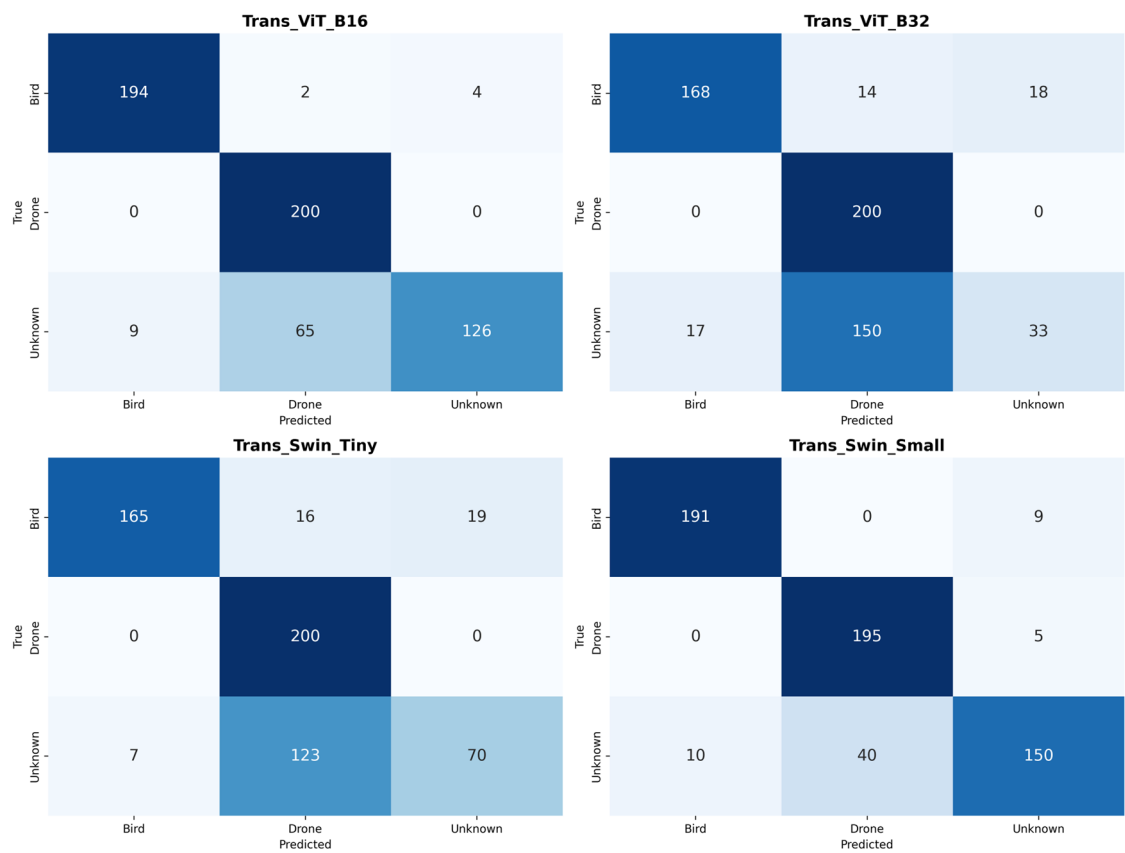 Trans_ViT_B16
Bird 194 2 4
True
Drone 0 200 0
Unknown 9 65 126
Bird Drone Unknown
Predicted
Trans_ViT_B32
Bird 168 14 18
True
Drone 0 200 0
Unknown 17 150 33
Bird Drone Unknown
Predicted
Trans_Swin_Tiny
Bird 165 16 19
True
Drone 0 200 0
Unknown 7 123 70
Bird Drone Unknown
Predicted
Trans_Swin_Small
Bird 191 0 9
True
Drone 0 195 5
Unknown 10 40 150
Bird Drone Unknown
Predicted